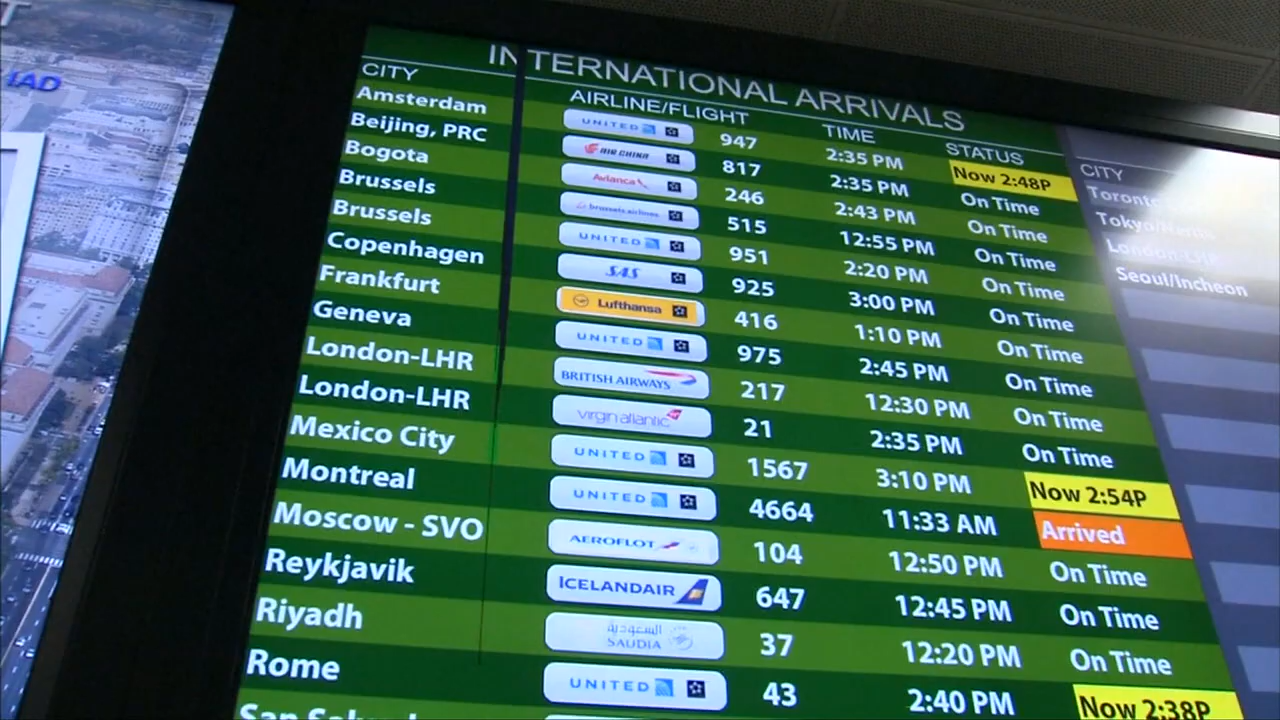 IAD
INTERNATIONAL ARRIVALS
CITY AIRLINE/FLIGHT TIME STATUS
Amsterdam UNITED 947 2:35 PM Now 2:48P
Beijing, PRC AIR CHINA 817 2:35 PM On Time
Bogota Avianca 246 2:43 PM On Time
Brussels brussels airlines 515 12:55 PM On Time
Brussels UNITED 951 2:20 PM On Time
Copenhagen SAS 925 3:00 PM On Time
Frankfurt Lufthansa 416 1:10 PM On Time
Geneva UNITED 975 2:45 PM On Time
London-LHR BRITISH AIRWAYS 217 12:30 PM On Time
London-LHR virgin atlantic 21 2:35 PM On Time
Mexico City UNITED 1567 3:10 PM Now 2:54P
Montreal UNITED 4664 11:33 AM Arrived
Moscow - SVO AEROFLOT 104 12:50 PM On Time
Reykjavik ICELANDAIR 647 12:45 PM On Time
Riyadh السعودية SAUDIA 37 12:20 PM On Time
Rome UNITED 43 2:40 PM Now 2:38P
San
CITY
Toronto
Tokyo/Narita
London-LHR
Seoul/Incheon